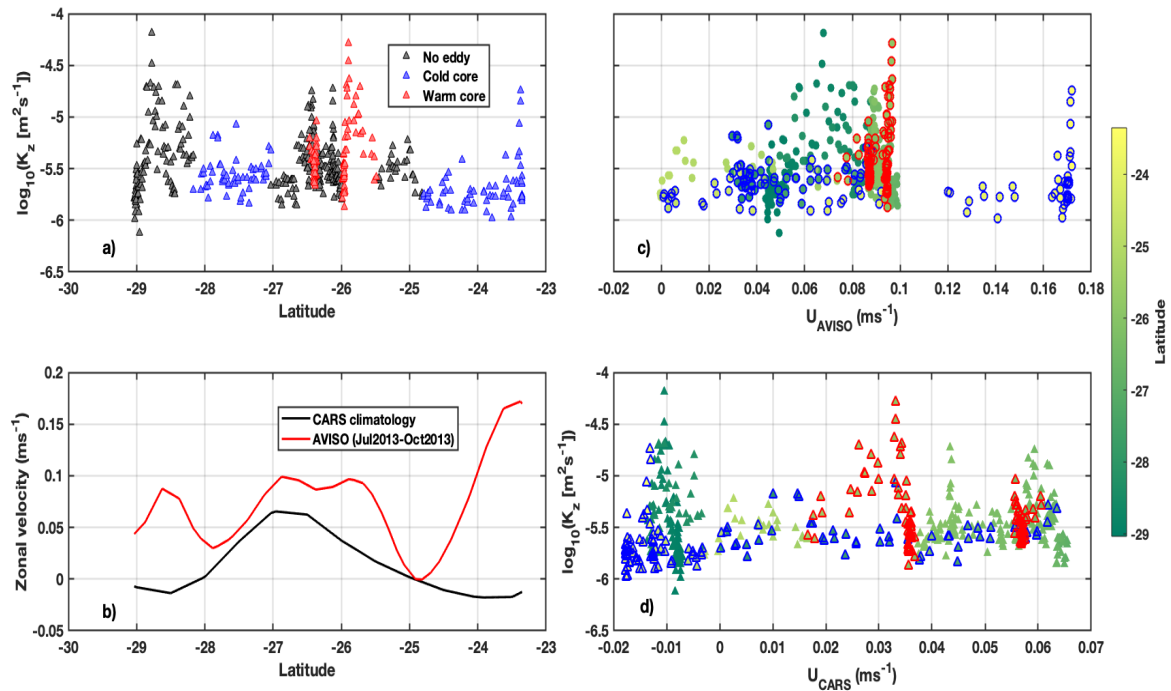 -4
-4.5
-5
-5.5
-6
-6.5
log10(Kz [m2s-1])
No eddy
Cold core
Warm core
a)
-30 -29 -28 -27 -26 -25 -24 -23
Latitude
c)
-0.02 0 0.02 0.04 0.06 0.08 0.1 0.12 0.14 0.16 0.18
UAVISO (ms-1)
0.2
0.15
0.1
0.05
0
-0.05
Zonal velocity (ms-1)
CARS climatology
AVISO (Jul2013-Oct2013)
b)
-30 -29 -28 -27 -26 -25 -24 -23
Latitude
-4
-4.5
-5
-5.5
-6
-6.5
log10(Kz [m2s-1])
d)
-0.02 -0.01 0 0.01 0.02 0.03 0.04 0.05 0.06 0.07
UCARS (ms-1)
-24
-25
-26
-27
-28
-29
Latitude